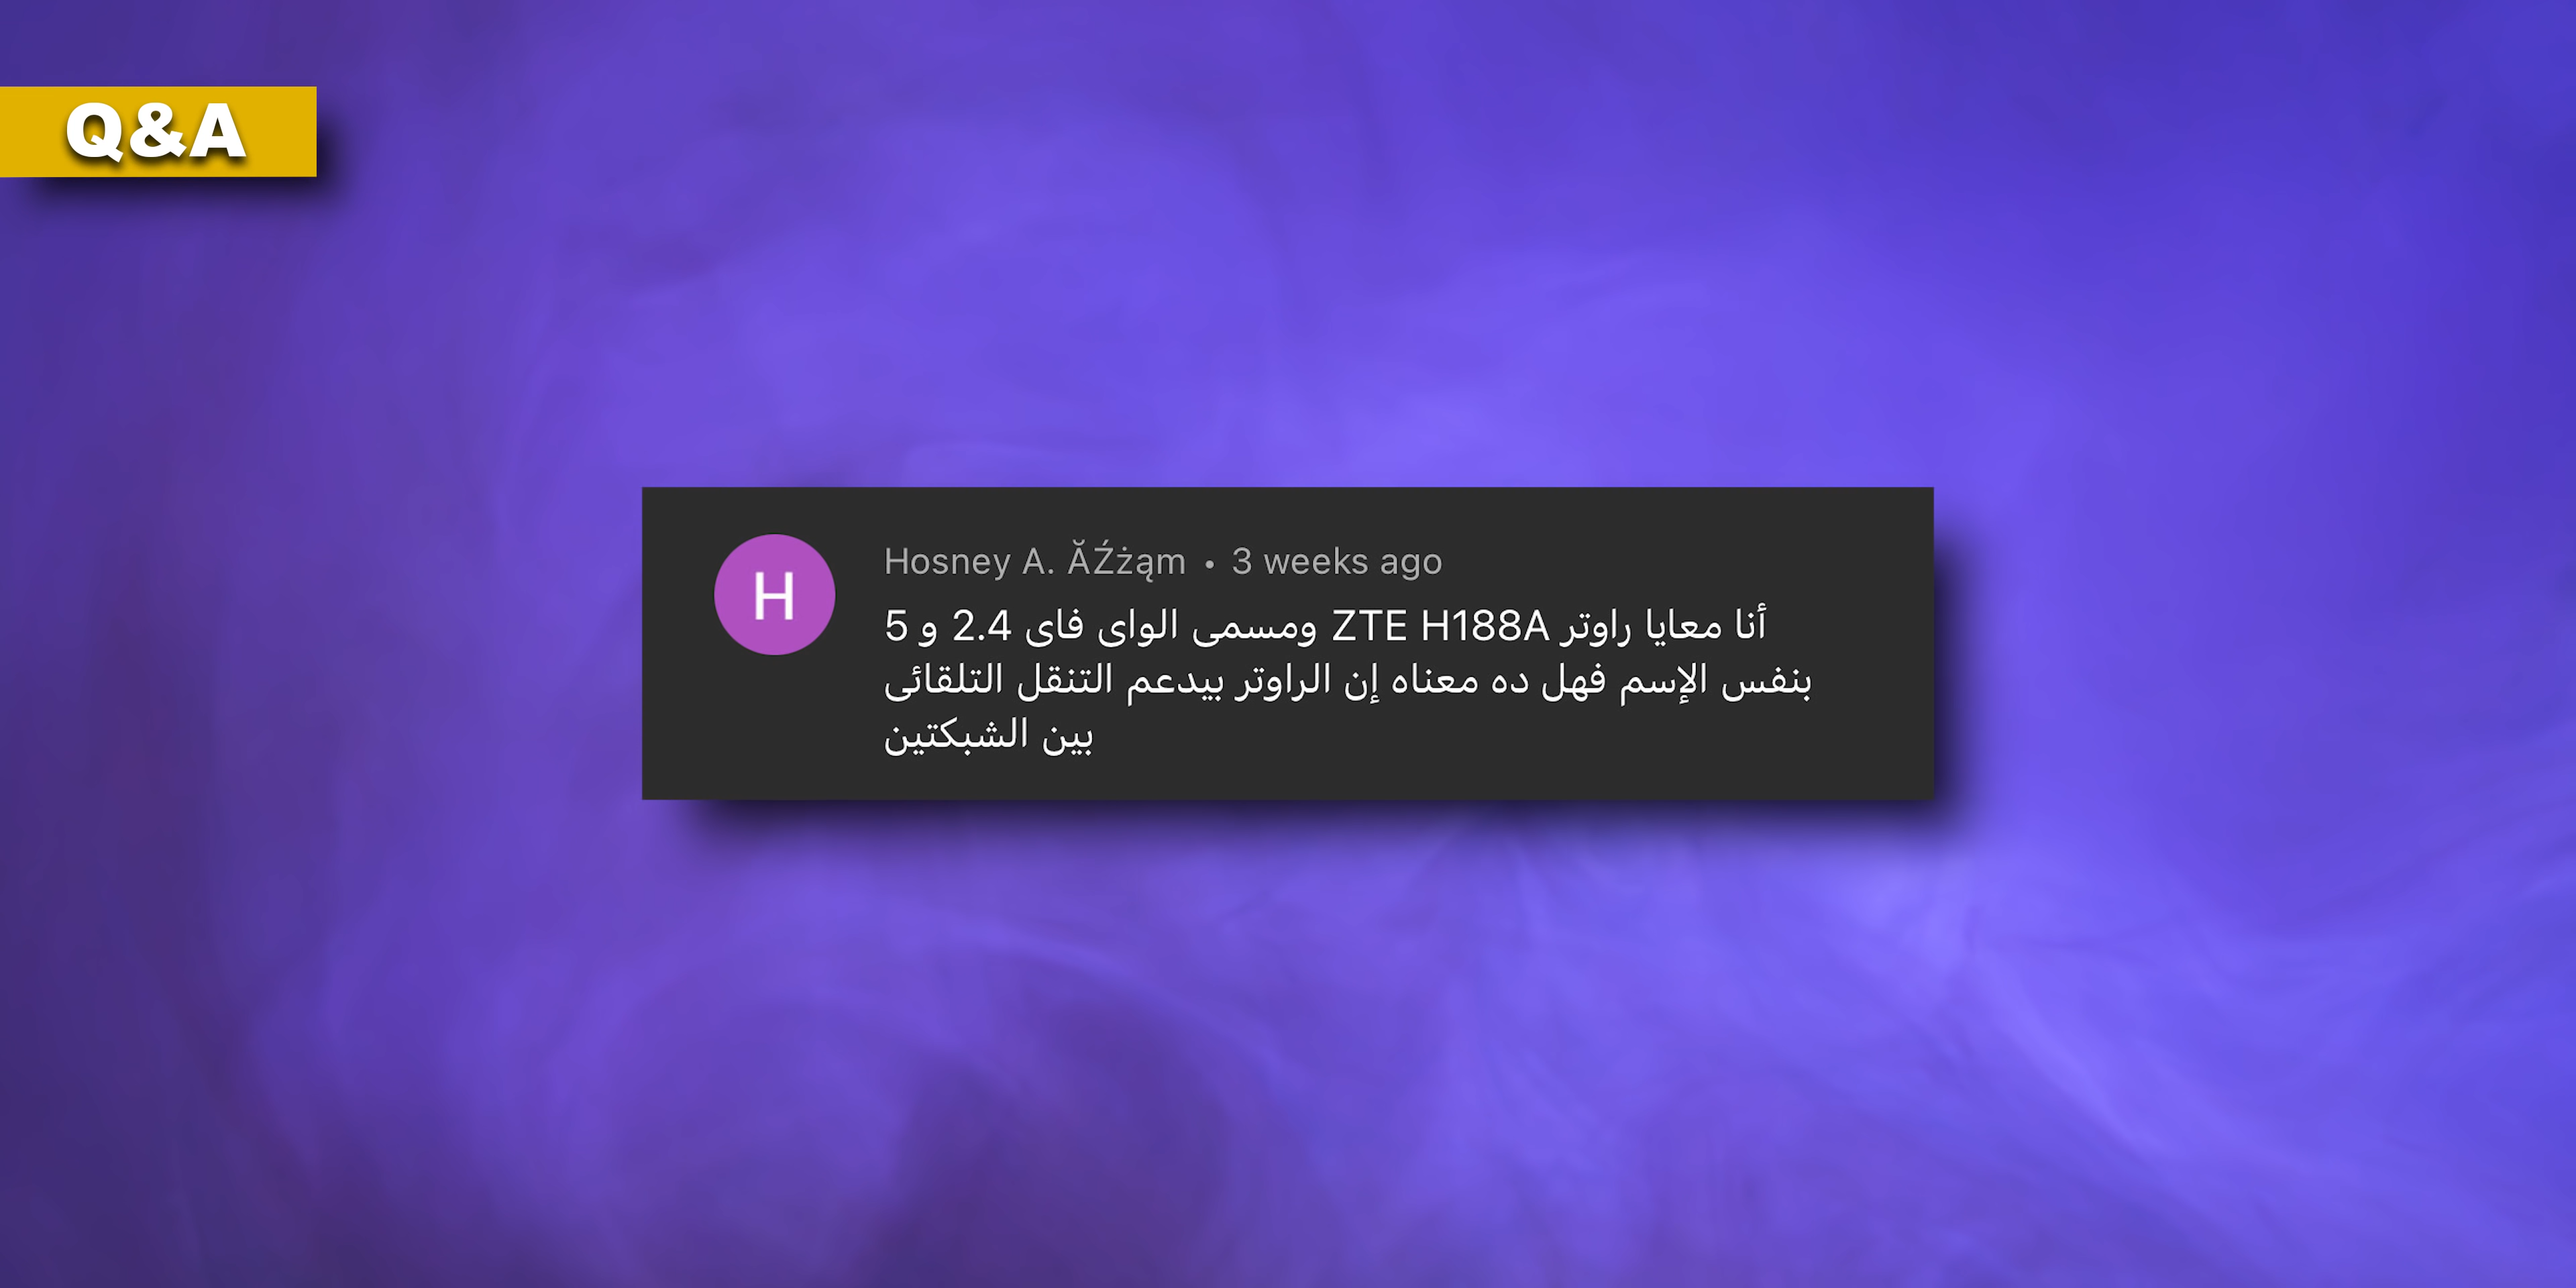 Q&A
Hosney A. ĂŹżąm • 3 weeks ago
أنا معايا راوتر ZTE H188A ومسمى الواى فاى 2.4 و 5
بنفس الإسم فهل ده معناه إن الراوتر بيدعم التنقل التلقائى
بين الشبكتين
H